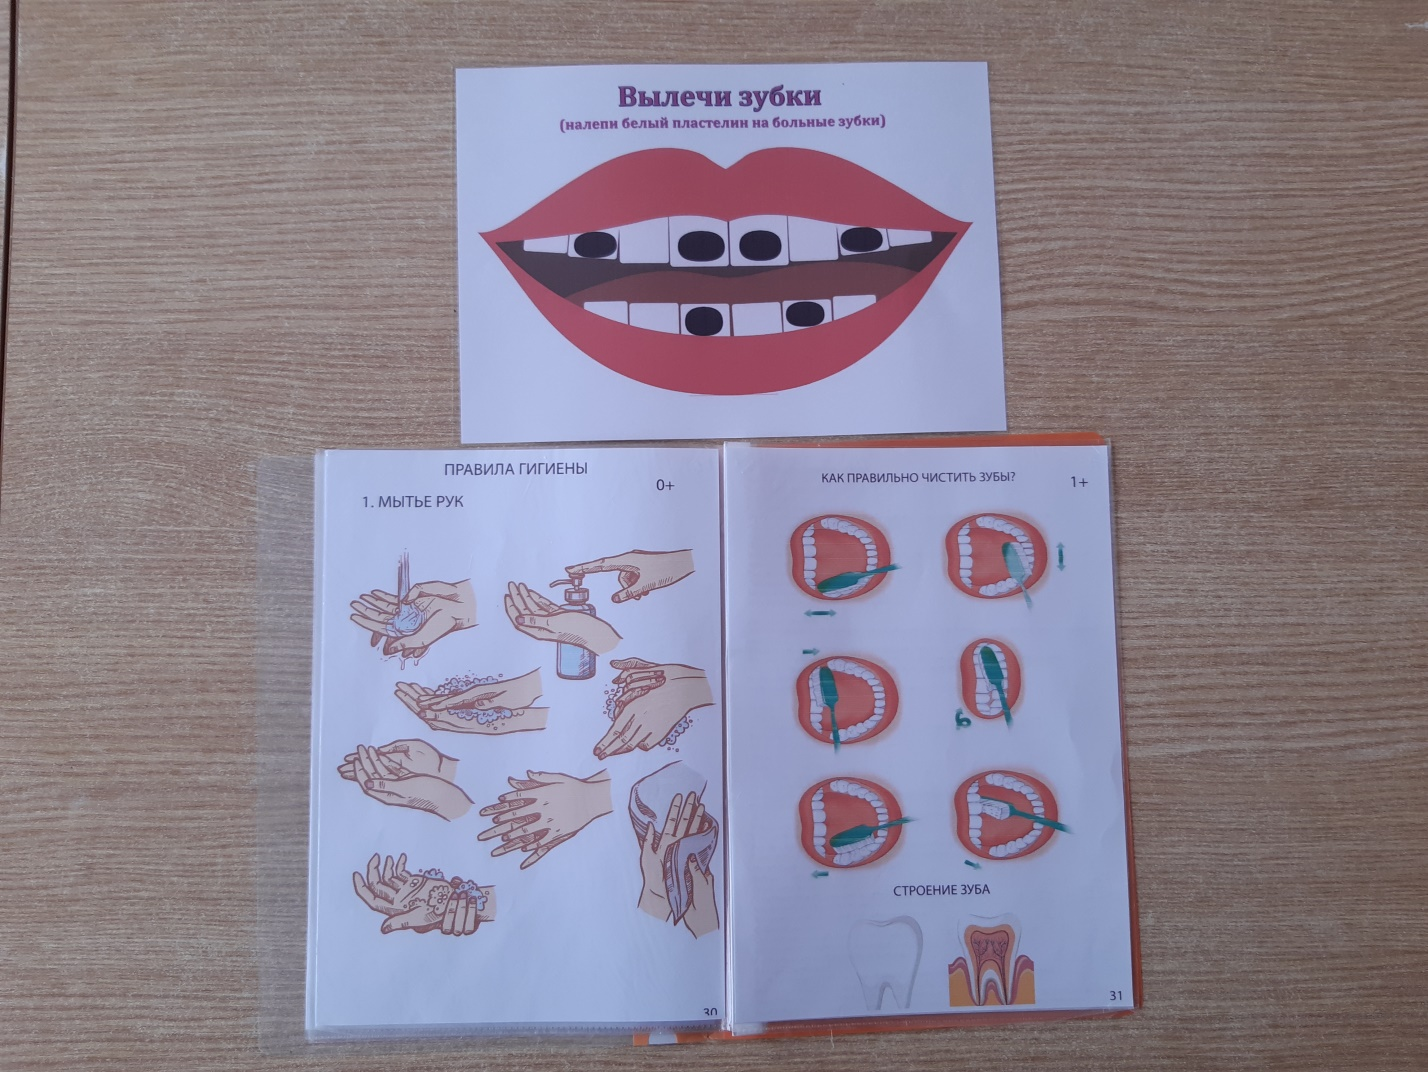 Вылечи зубки
(налепи белый пластелин на больные зубки)
ПРАВИЛА ГИГИЕНЫ
0+
1. МЫТЬЕ РУК
30
КАК ПРАВИЛЬНО ЧИСТИТЬ ЗУБЫ?
1+
СТРОЕНИЕ ЗУБА
31